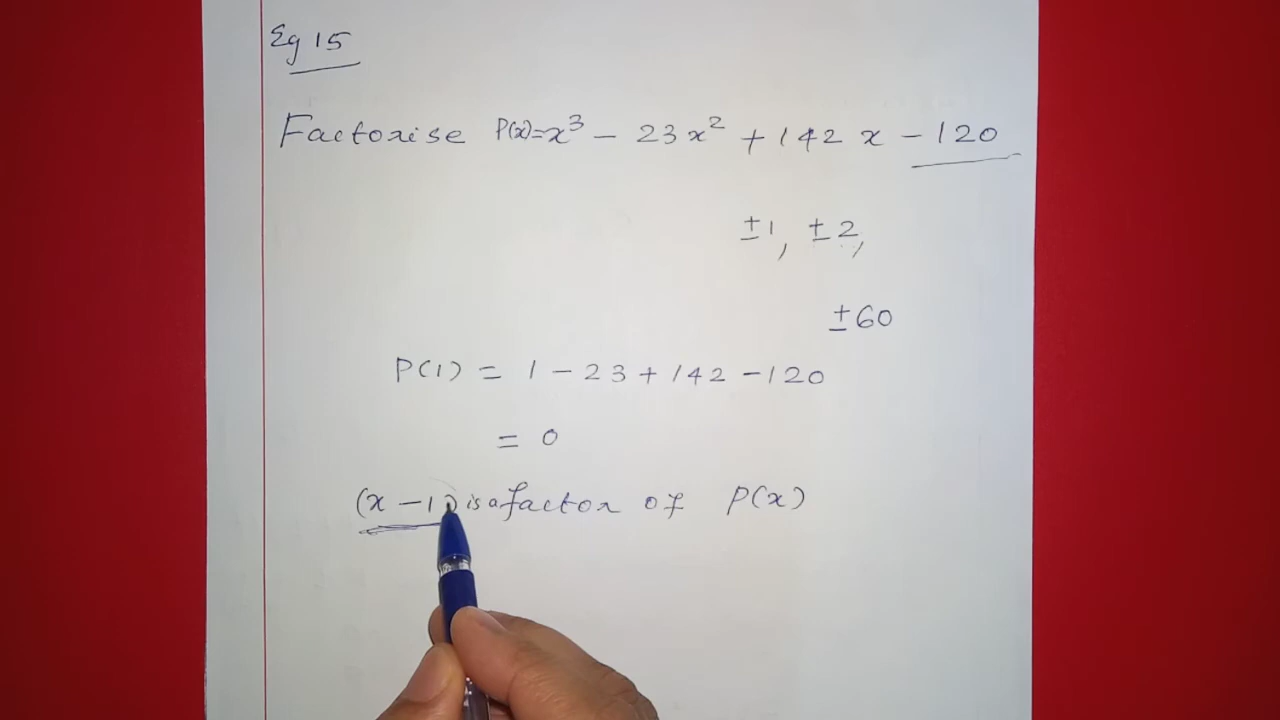 Eg 15
Factorise P(x)=x³ − 23x² + 142x − 120
±1, ±2,
±60
P(1) = 1 − 23 + 142 − 120
= 0
(x − 1) is a factor of P(x)